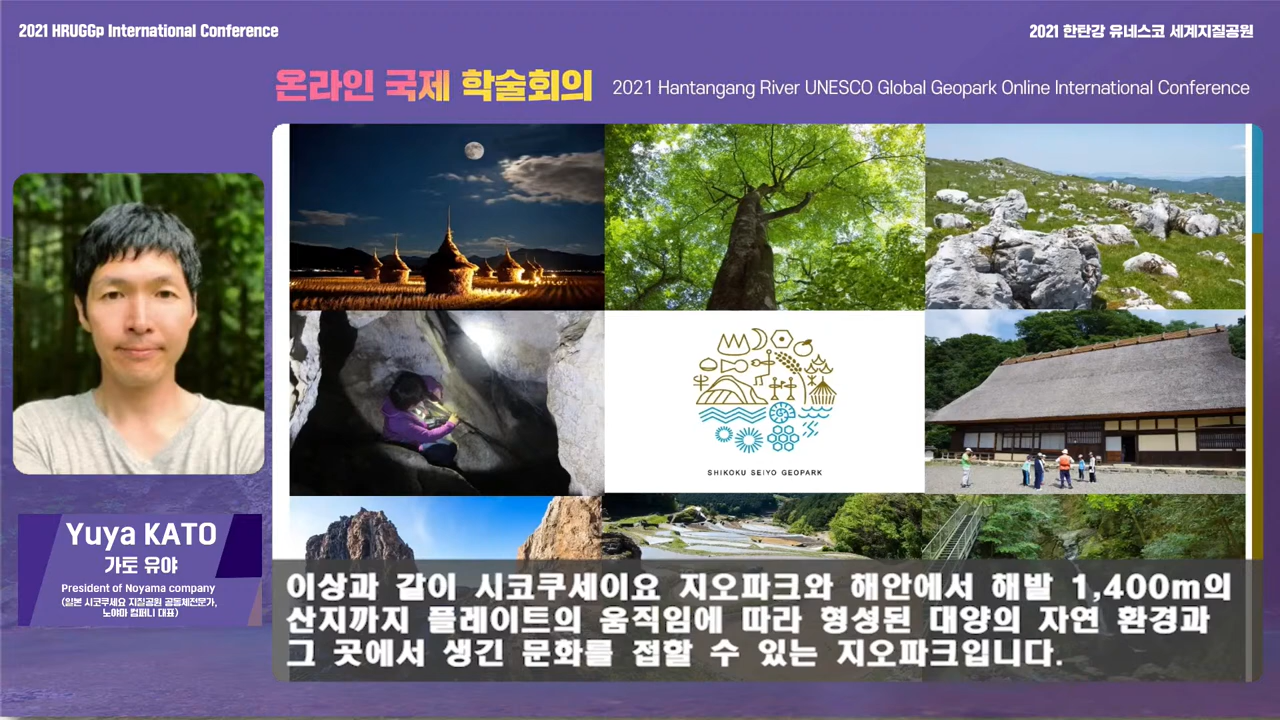 2021 HRUGGp International Conference
2021 한탄강 유네스코 세계지질공원
온라인 국제 학술회의
2021 Hantangang River UNESCO Global Geopark Online International Conference
SHIKOKU SEIYO GEOPARK
Yuya KATO
가토 유야
President of Noyama company
(일본 시코쿠세요 지질공원 공동체전문가,
노야마 컴퍼니 대표)
이상과 같이 시코쿠세이요 지오파크와 해안에서 해발 1,400m의
산지까지 플레이트의 움직임에 따라 형성된 대양의 자연 환경과
그 곳에서 생긴 문화를 접할 수 있는 지오파크입니다.